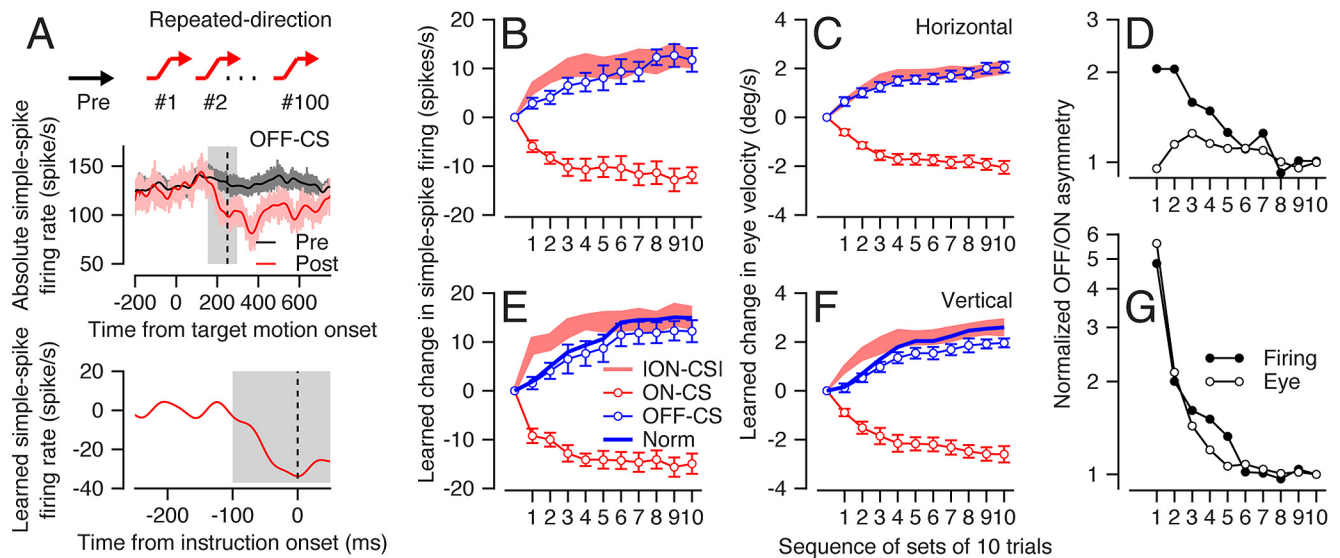 A
Repeated-direction
Pre
#1
#2
. . . .
#100
Absolute simple-spike
firing rate (spike/s)
OFF-CS
150
100
50
Pre
Post
-200
0
200
400
600
Time from target motion onset
Learned simple-spike
firing rate (spike/s)
20
0
-20
-40
-200
-100
0
Time from instruction onset (ms)
Learned change in simple-spike firing (spikes/s)
B
20
10
0
-10
-20
1 2 3 4 5 6 7 8 9 10
E
20
10
0
-10
-20
ION-CSI
ON-CS
OFF-CS
Norm
1 2 3 4 5 6 7 8 9 10
Learned change in eye velocity (deg/s)
C
Horizontal
4
2
0
-2
-4
1 2 3 4 5 6 7 8 9 10
F
Vertical
4
2
0
-2
-4
1 2 3 4 5 6 7 8 9 10
Sequence of sets of 10 trials
Normalized OFF/ON asymmetry
D
3
2
1
1 2 3 4 5 6 7 8 9 10
G
6
5
4
3
2
1
Firing
Eye
1 2 3 4 5 6 7 8 9 10